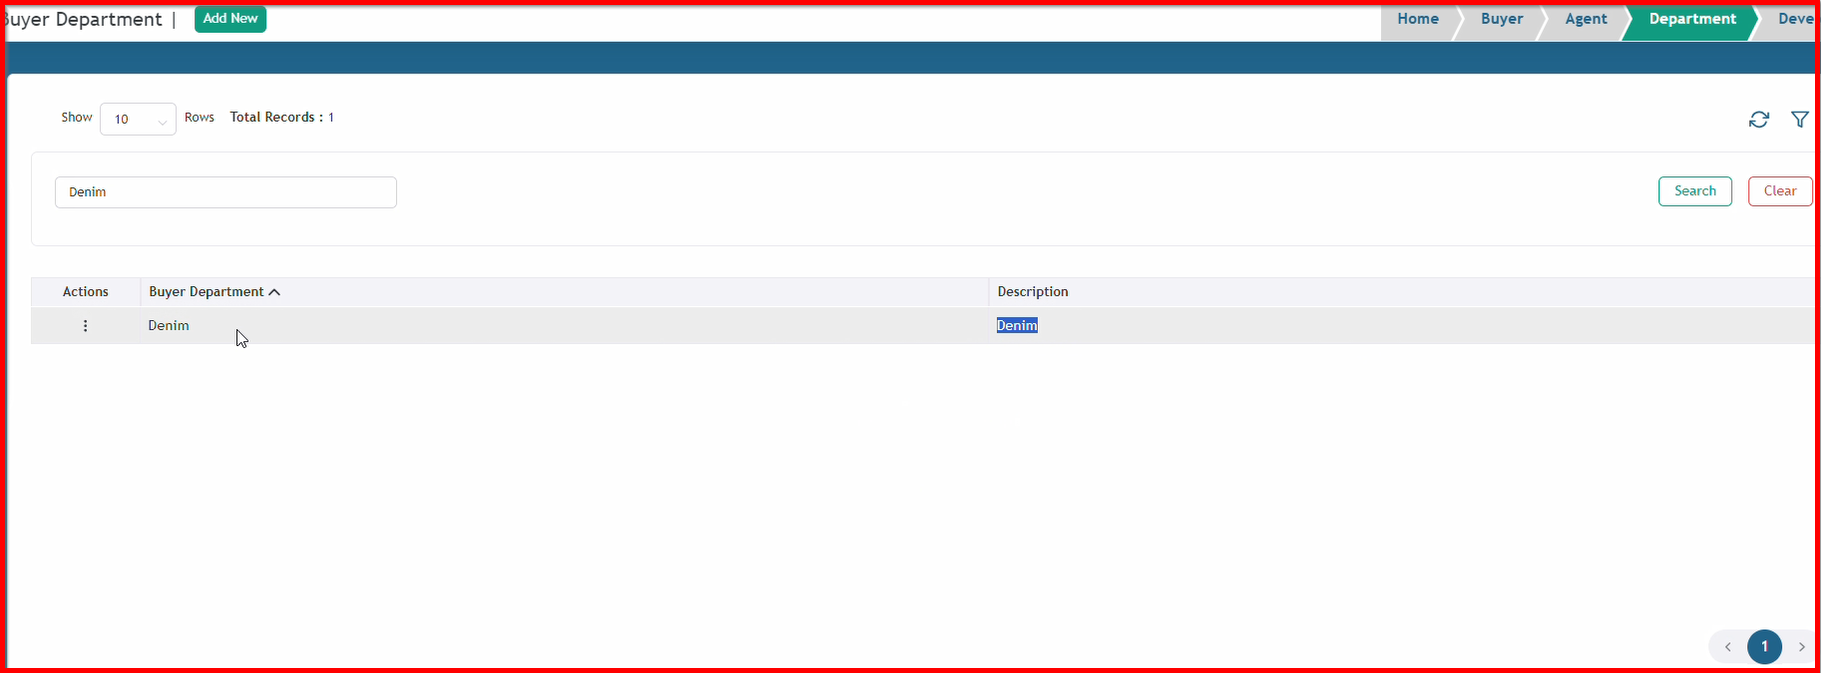 Buyer Department | Add New
Home Buyer Agent Department Deve
Show 10 Rows Total Records : 1
Denim
Search Clear
Actions Buyer Department Description
Denim Denim
1